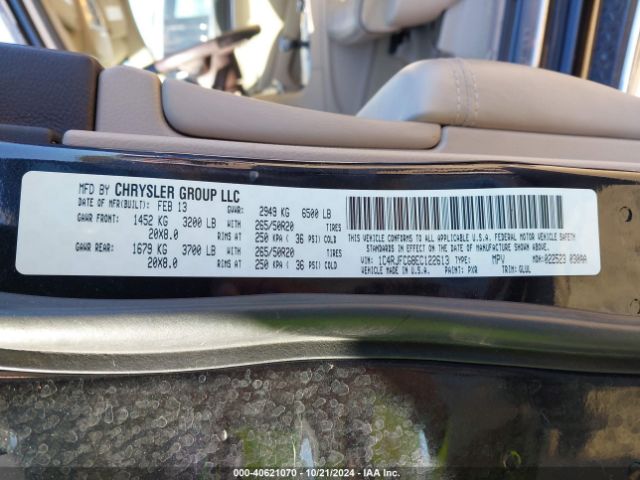 MFD BY CHRYSLER GROUP LLC
DATE OF MFR(BUILT): FEB 13 GVWR: 2949 KG 6500 LB
GAWR FRONT: 1452 KG 3200 LB WITH 265/50R20 TIRES
20X8.0 RIMS AT 250 KPA ( 36 PSI) COLD
GAWR REAR: 1679 KG 3700 LB WITH 265/50R20 TIRES
20X8.0 RIMS AT 250 KPA ( 36 PSI) COLD
THIS VEHICLE CONFORMS TO ALL APPLICABLE U.S.A. FEDERAL MOTOR VEHICLE SAFETY
STANDARDS IN EFFECT ON THE DATE OF MANUFACTURE SHOWN ABOVE.
VIN: 1C4RJFCG8EC122613 TYPE: MPV MDH: 022523 030AA
VEHICLE MADE IN U.S.A. PAINT: PXR TRIM: GLUL
000-40621070 - 10/21/2024 - IAA Inc.